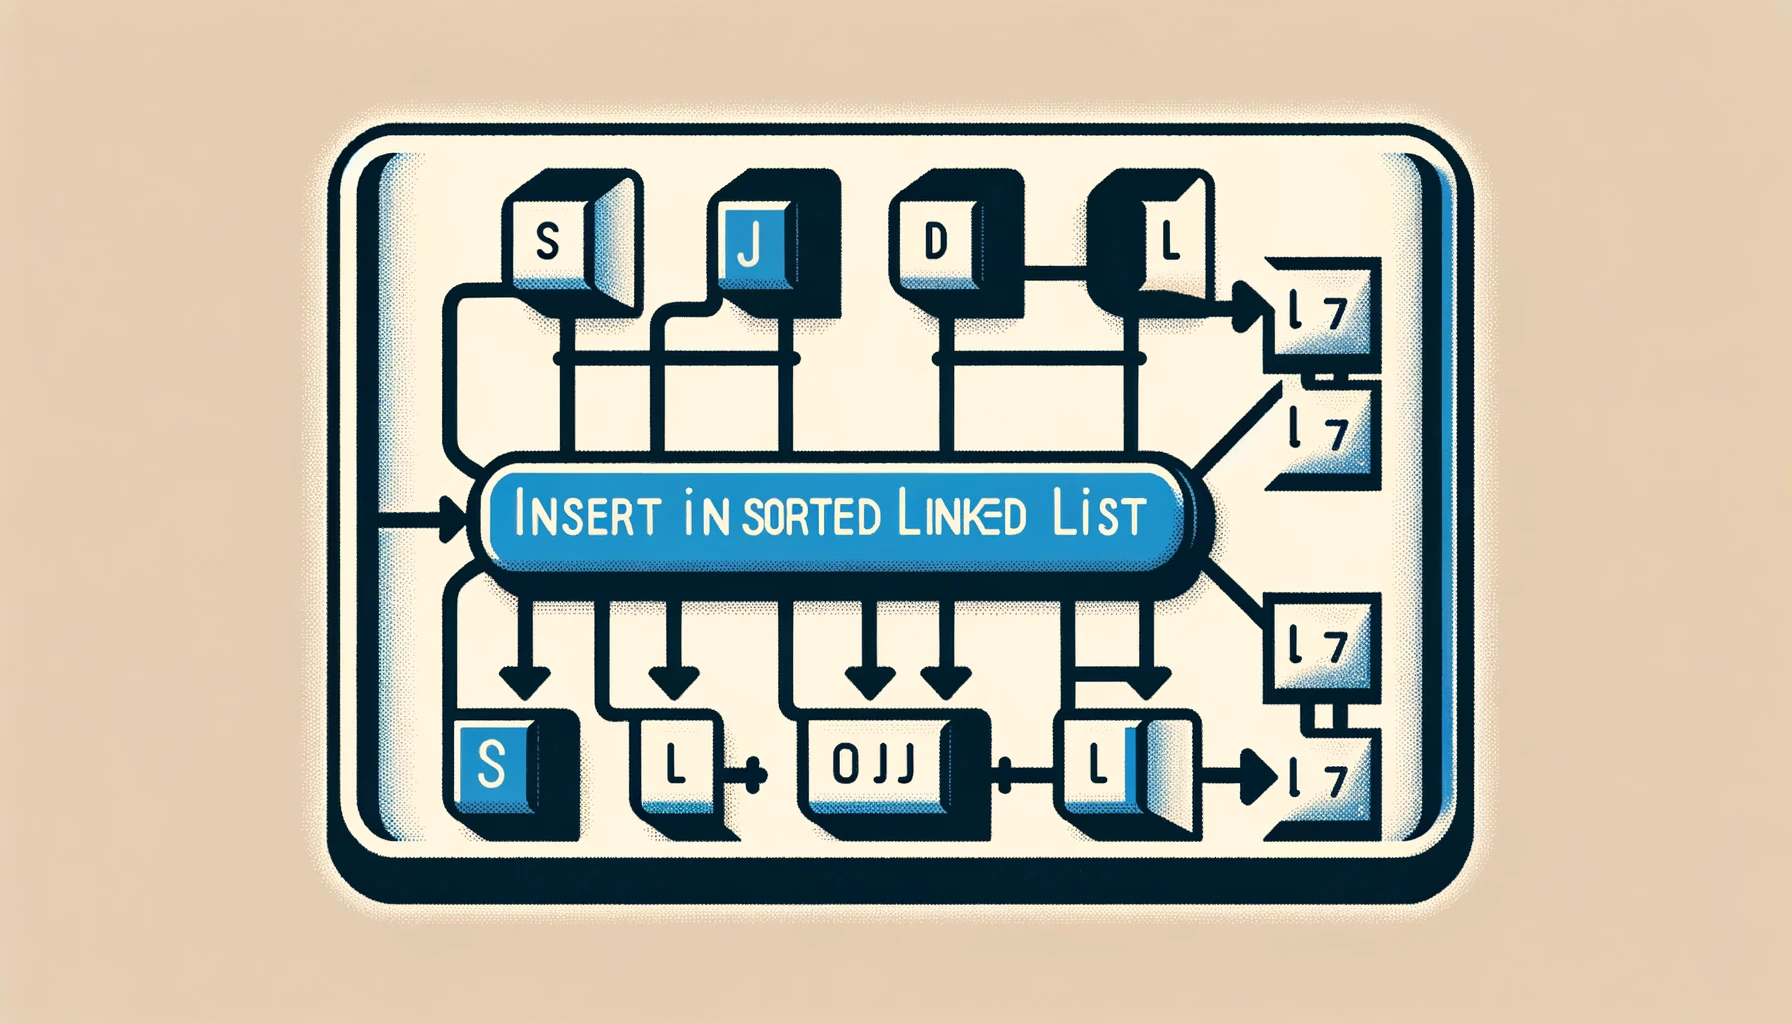 S J D L
l 7
l 7
INSERT iN SORTED LINKED LiST
l 7
S L OJJ L l 7